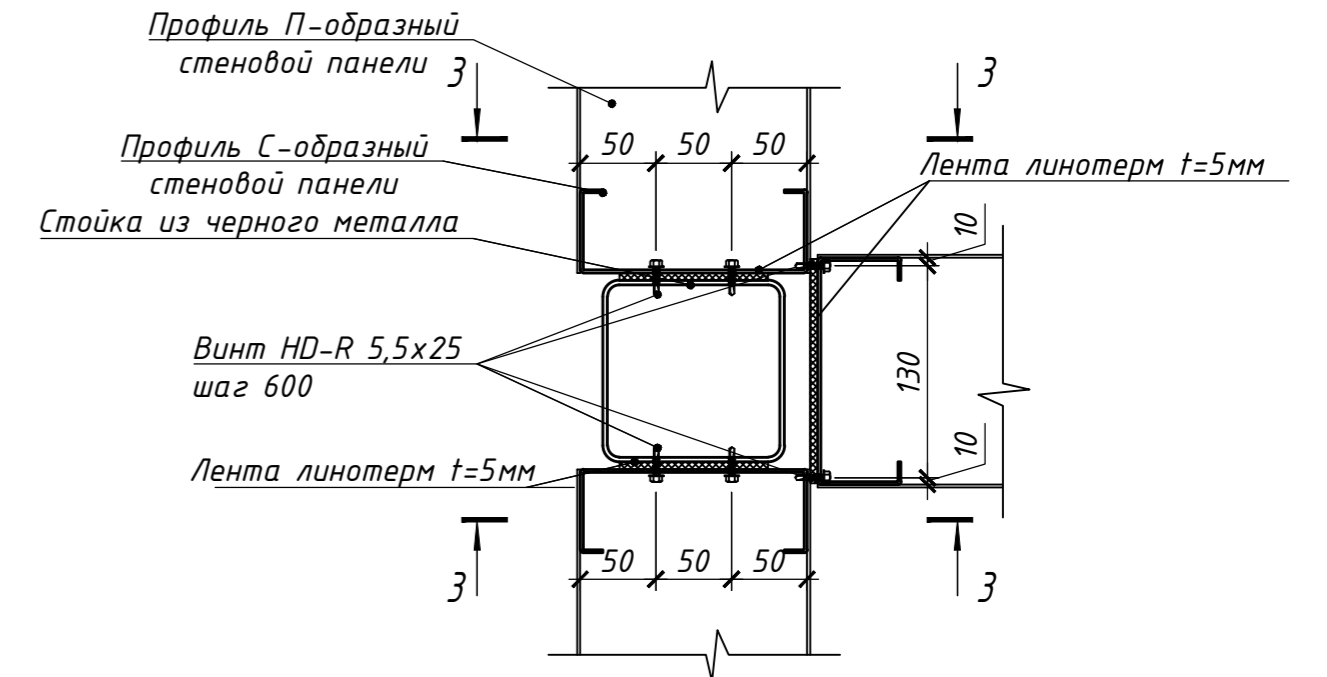 Профиль П-образный
стеновой панели
3
3
Профиль С-образный
стеновой панели
50 50 50
Лента линотерм t=5мм
Стойка из черного металла
10
130
10
Винт HD-R 5,5x25
шаг 600
Лента линотерм t=5мм
50 50 50
3
3